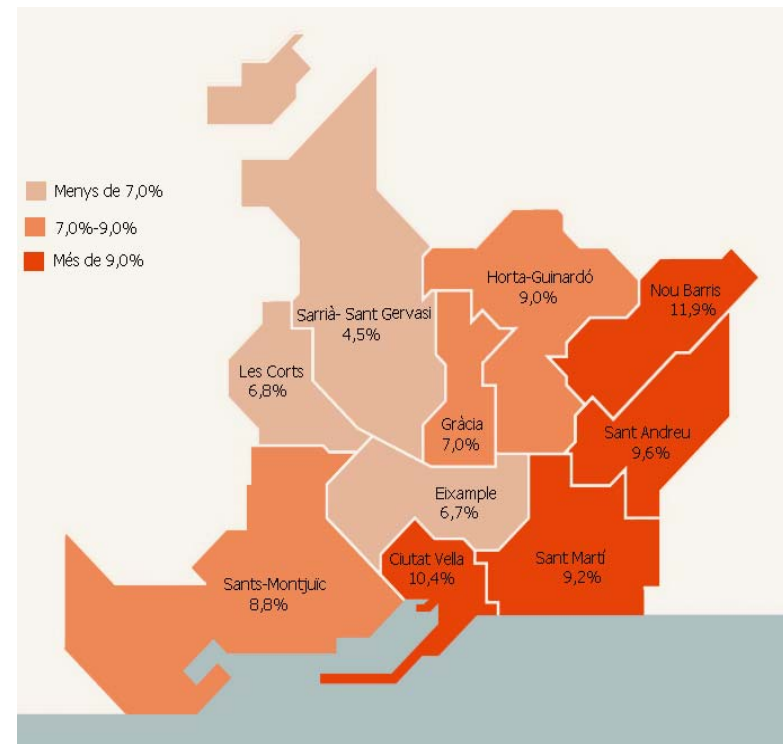 Menys de 7,0%
7,0%-9,0%
Més de 9,0%
Horta-Guinardó
9,0%
Nou Barris
11,9%
Sarrià- Sant Gervasi
4,5%
Les Corts
6,8%
Gràcia
7,0%
Sant Andreu
9,6%
Eixample
6,7%
Ciutat Vella
10,4%
Sant Martí
9,2%
Sants-Montjuïc
8,8%